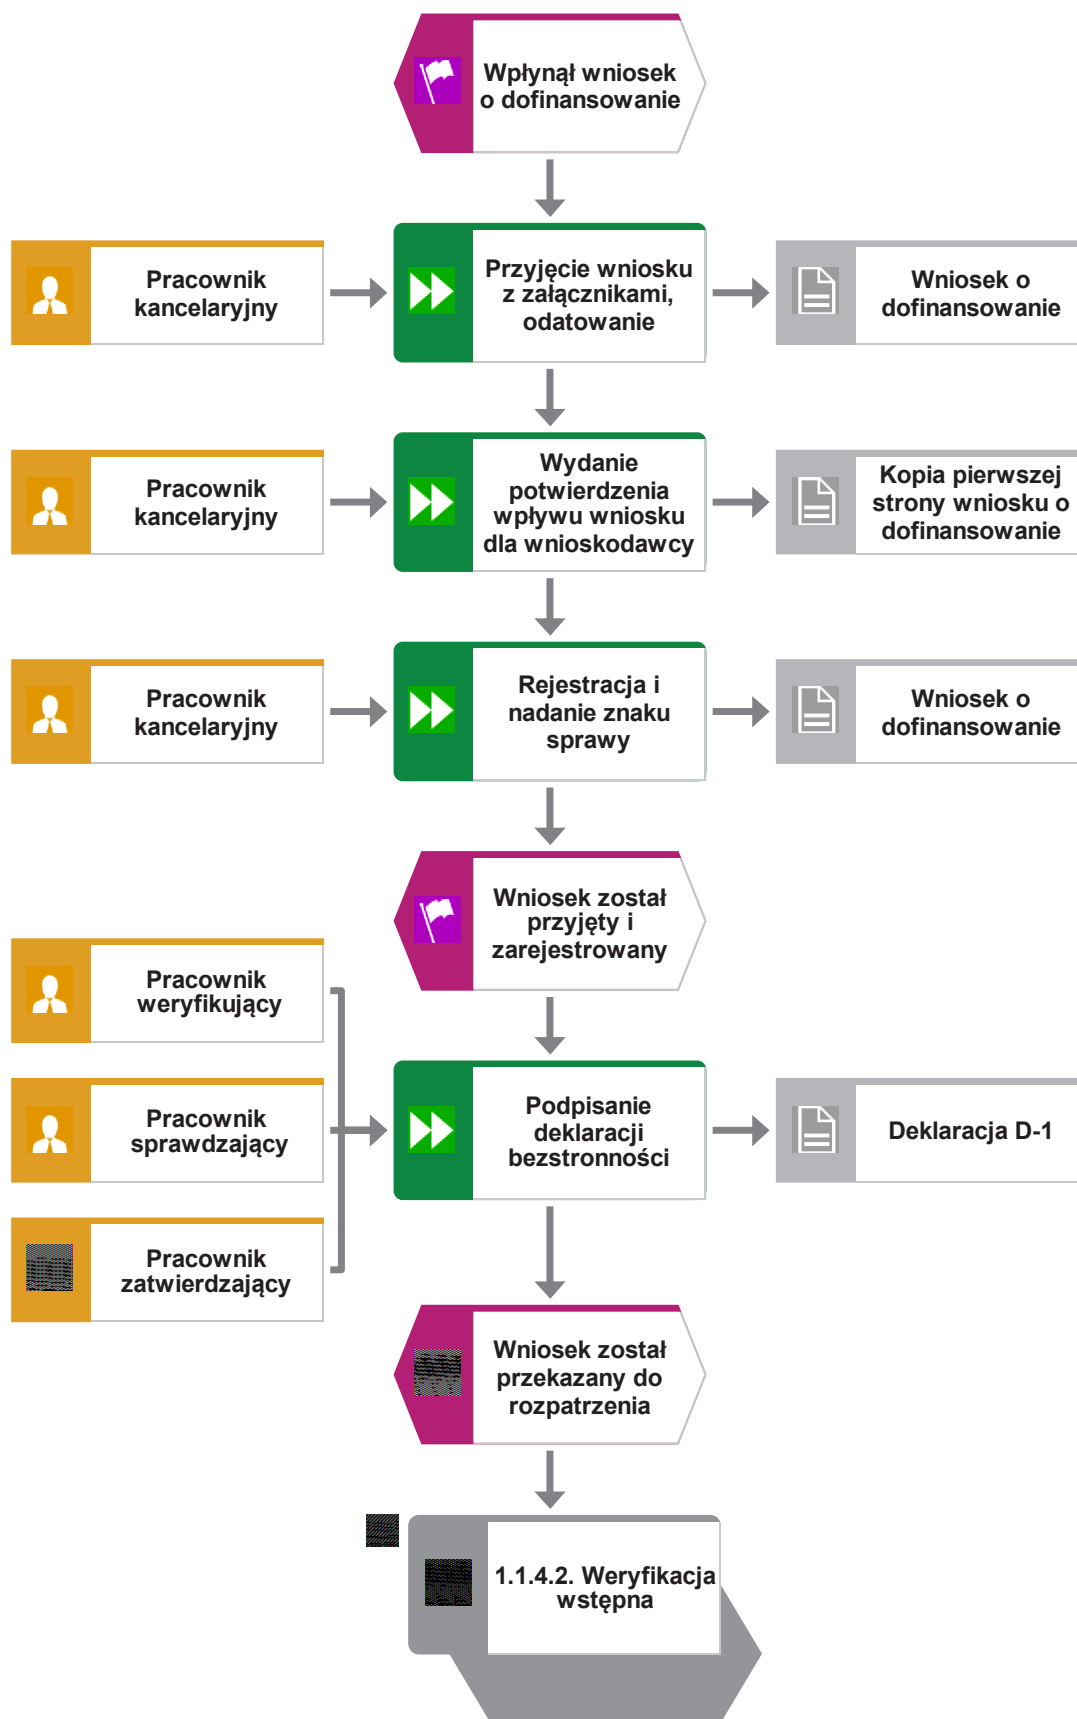 Wpłynął wniosek
o dofinansowanie
Pracownik
kancelaryjny
Przyjęcie wniosku
z załącznikami,
odatowanie
Wniosek o
dofinansowanie
Pracownik
kancelaryjny
Wydanie
potwierdzenia
wpływu wniosku
dla wnioskodawcy
Kopia pierwszej
strony wniosku o
dofinansowanie
Pracownik
kancelaryjny
Rejestracja i
nadanie znaku
sprawy
Wniosek o
dofinansowanie
Wniosek został
przyjęty i
zarejestrowany
Pracownik
weryfikujący
Pracownik
sprawdzający
Pracownik
zatwierdzający
Podpisanie
deklaracji
bezstronności
Deklaracja D-1
Wniosek został
przekazany do
rozpatrzenia
1.1.4.2. Weryfikacja
wstępna